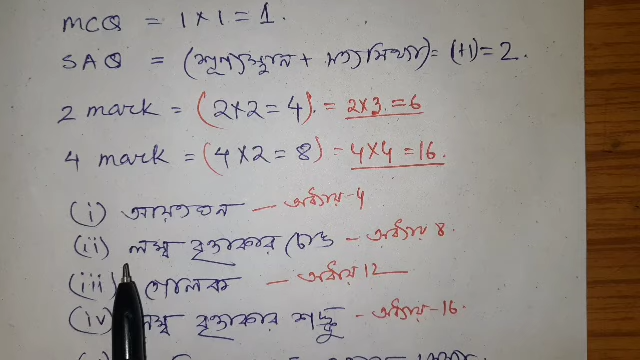 MCQ = 1×1 = 1.
SAQ = (শূন্যস্থান + সত্যমিথ্যা) = (1+1) = 2.
2 mark = (2×2 = 4). = 2×3 = 6
4 mark = (4×2 = 8) = 4×4 = 16.
(i) আয়তঘন — অধ্যায়-4
(ii) লম্ব বৃত্তাকার চোঙ - অধ্যায় 8.
(iii) গোলক - অধ্যায় 12
(iv) লম্ব বৃত্তাকার শঙ্কু - অধ্যায়-16.